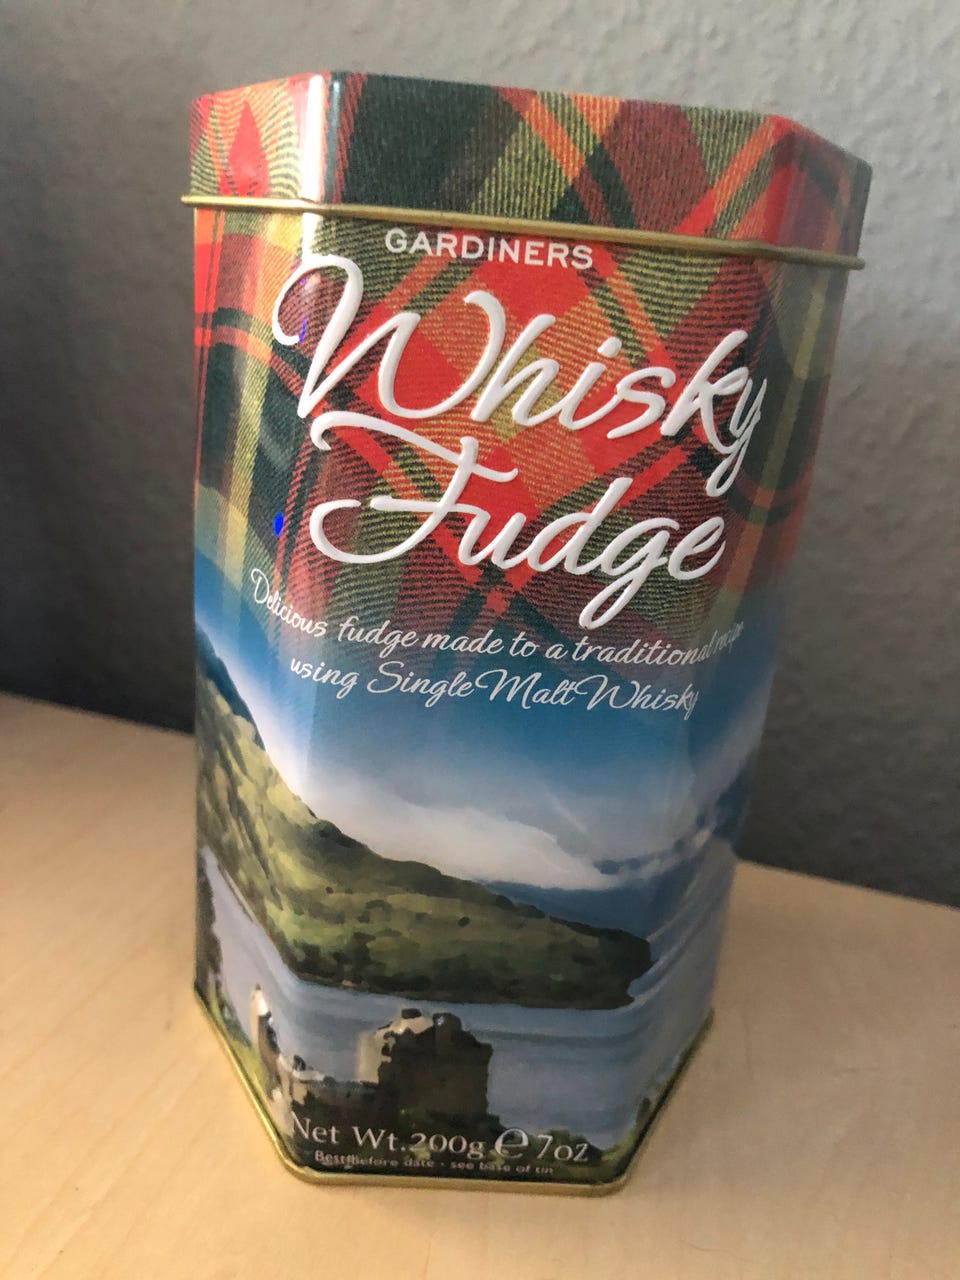 GARDINERS
Whisky
Fudge
Delicious fudge made to a traditional recipe
using Single Malt Whisky
Net Wt.200g ℮ 7oz
Best before date - see base of tin